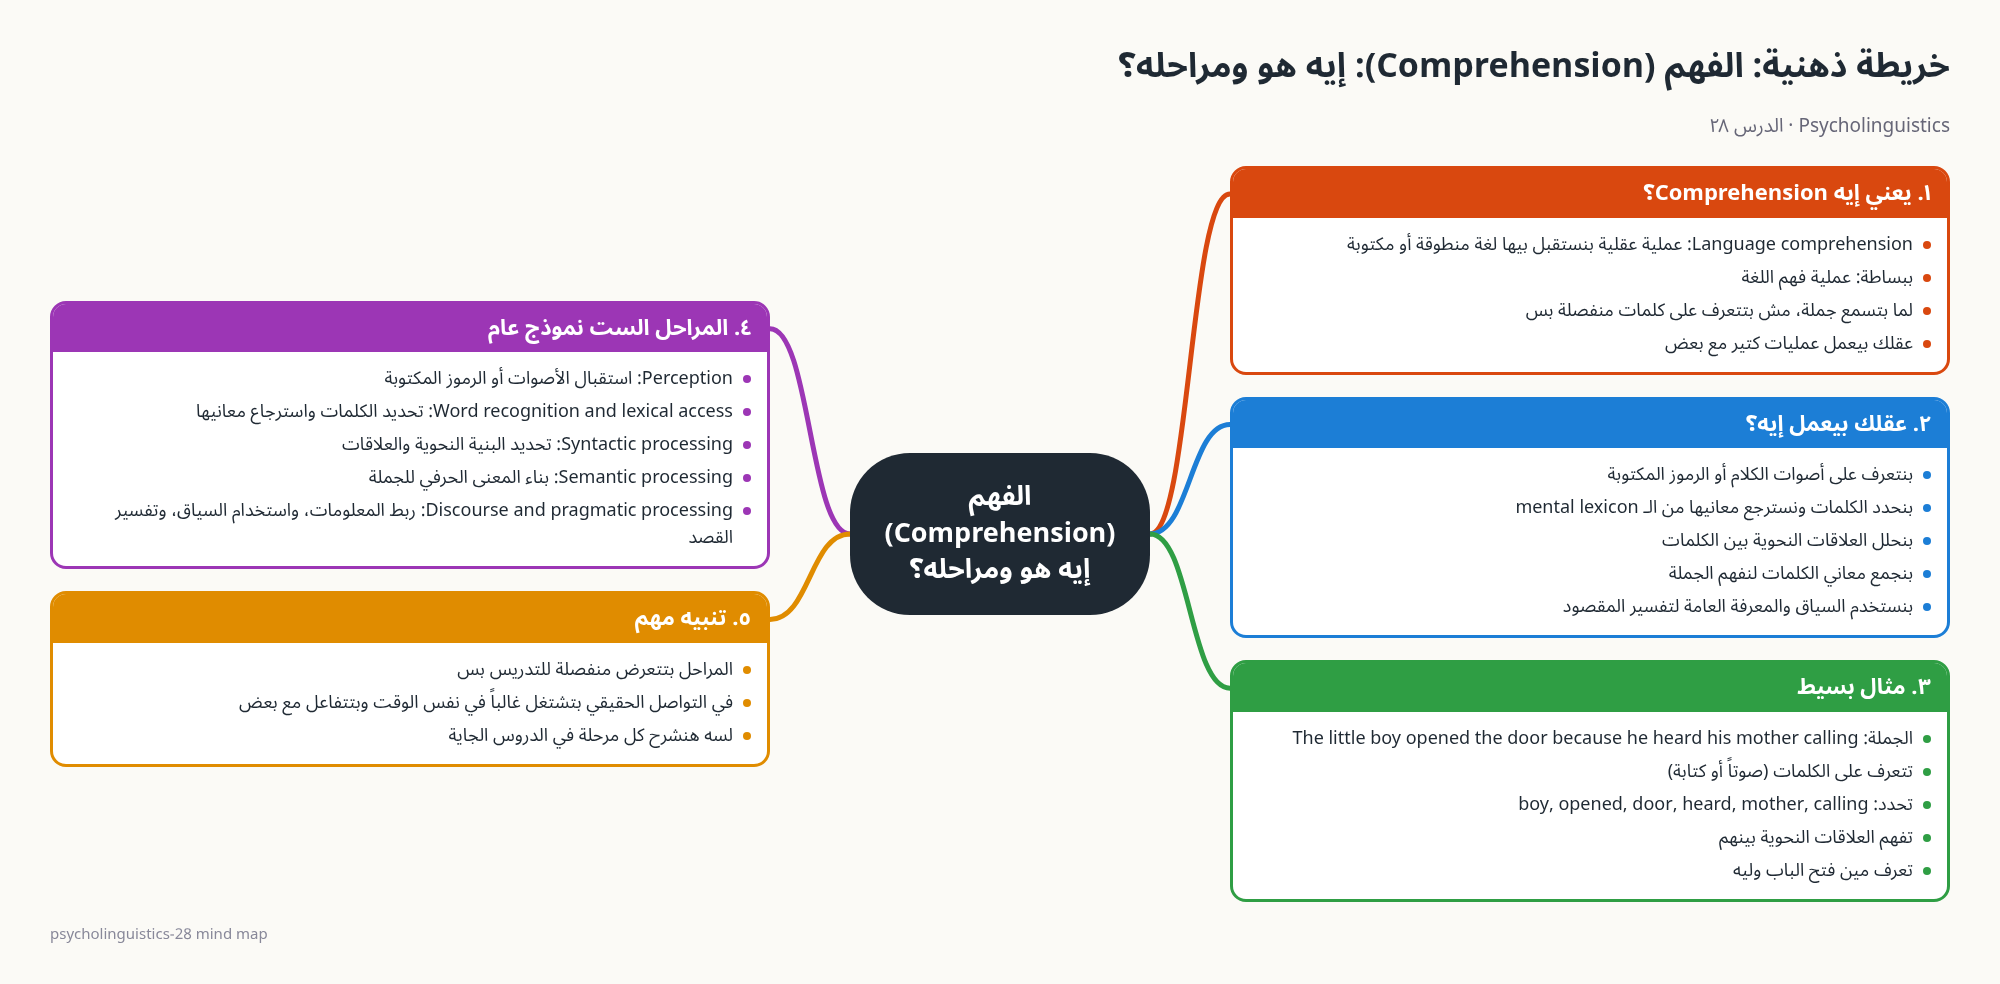 خريطة ذهنية: الفهم (Comprehension): إيه هو ومراحله؟
Psycholinguistics · الدرس ٢٨
١. يعني إيه Comprehension؟
Language comprehension: عملية عقلية بنستقبل بيها لغة منطوقة أو مكتوبة
ببساطة: عملية فهم اللغة
لما بتسمع جملة، مش بتتعرف على كلمات منفصلة بس
عقلك بيعمل عمليات كتير مع بعض
٢. عقلك بيعمل إيه؟
بنتعرف على أصوات الكلام أو الرموز المكتوبة
بنحدد الكلمات ونسترجع معانيها من الـ mental lexicon
بنحلل العلاقات النحوية بين الكلمات
بنجمع معاني الكلمات لنفهم الجملة
بنستخدم السياق والمعرفة العامة لتفسير المقصود
٣. مثال بسيط
الجملة: The little boy opened the door because he heard his mother calling
تتعرف على الكلمات (صوتاً أو كتابة)
تحدد: boy, opened, door, heard, mother, calling
تفهم العلاقات النحوية بينهم
تعرف مين فتح الباب وليه
الفهم
(Comprehension)
إيه هو ومراحله؟
٤. المراحل الست نموذج عام
Perception: استقبال الأصوات أو الرموز المكتوبة
Word recognition and lexical access: تحديد الكلمات واسترجاع معانيها
Syntactic processing: تحديد البنية النحوية والعلاقات
Semantic processing: بناء المعنى الحرفي للجملة
Discourse and pragmatic processing: ربط المعلومات، واستخدام السياق، وتفسير
القصد
٥. تنبيه مهم
المراحل بتتعرض منفصلة للتدريس بس
في التواصل الحقيقي بتشتغل غالباً في نفس الوقت وبتتفاعل مع بعض
لسه هنشرح كل مرحلة في الدروس الجاية
psycholinguistics-28 mind map